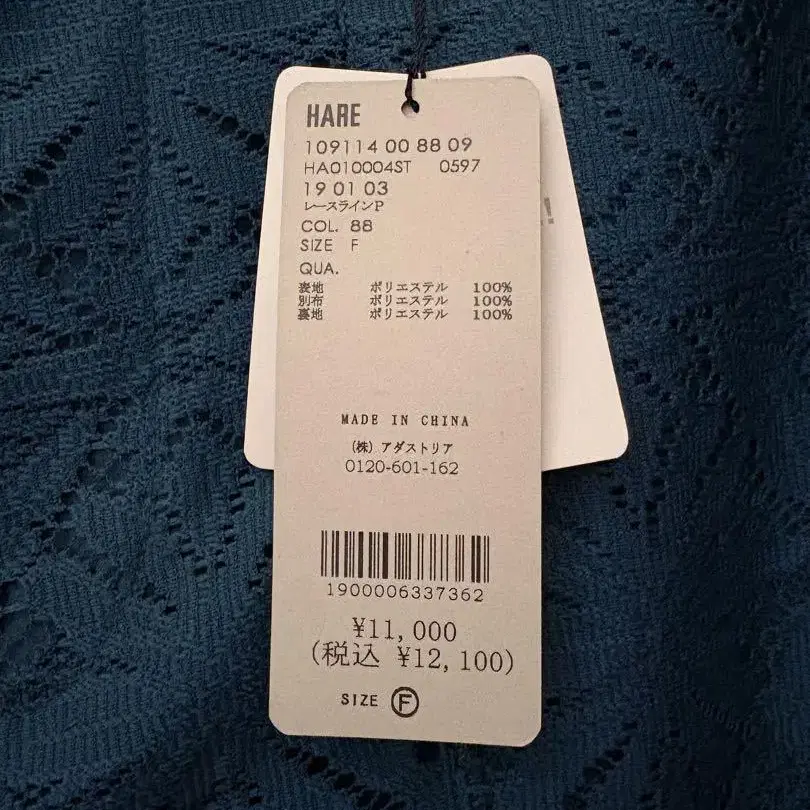 HARE
109114 00 88 09
HA010004ST 0597
19 01 03
レースラインP
COL. 88
SIZE F
QUA.
表地 ポリエステル 100%
別布 ポリエステル 100%
裏地 ポリエステル 100%
MADE IN CHINA
(株) アダストリア
0120-601-162
1900006337362
¥11,000
(税込 ¥12,100)
SIZE F